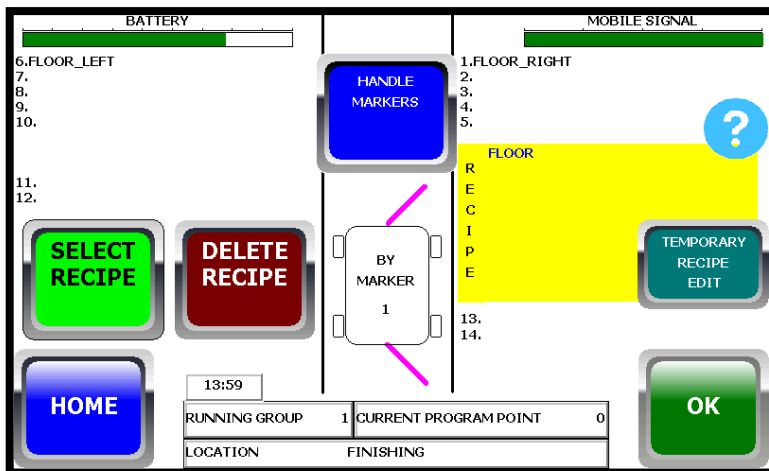 BATTERY
MOBILE SIGNAL
6.FLOOR_LEFT
7.
8.
9.
10.
11.
12.
HANDLE
MARKERS
1.FLOOR_RIGHT
2.
3.
4.
5.
?
FLOOR
RECIPE
TEMPORARY
RECIPE
EDIT
13.
14.
SELECT
RECIPE
DELETE
RECIPE
BY
MARKER
1
HOME
13:59
OK
RUNNING GROUP 1
CURRENT PROGRAM POINT 0
LOCATION FINISHING